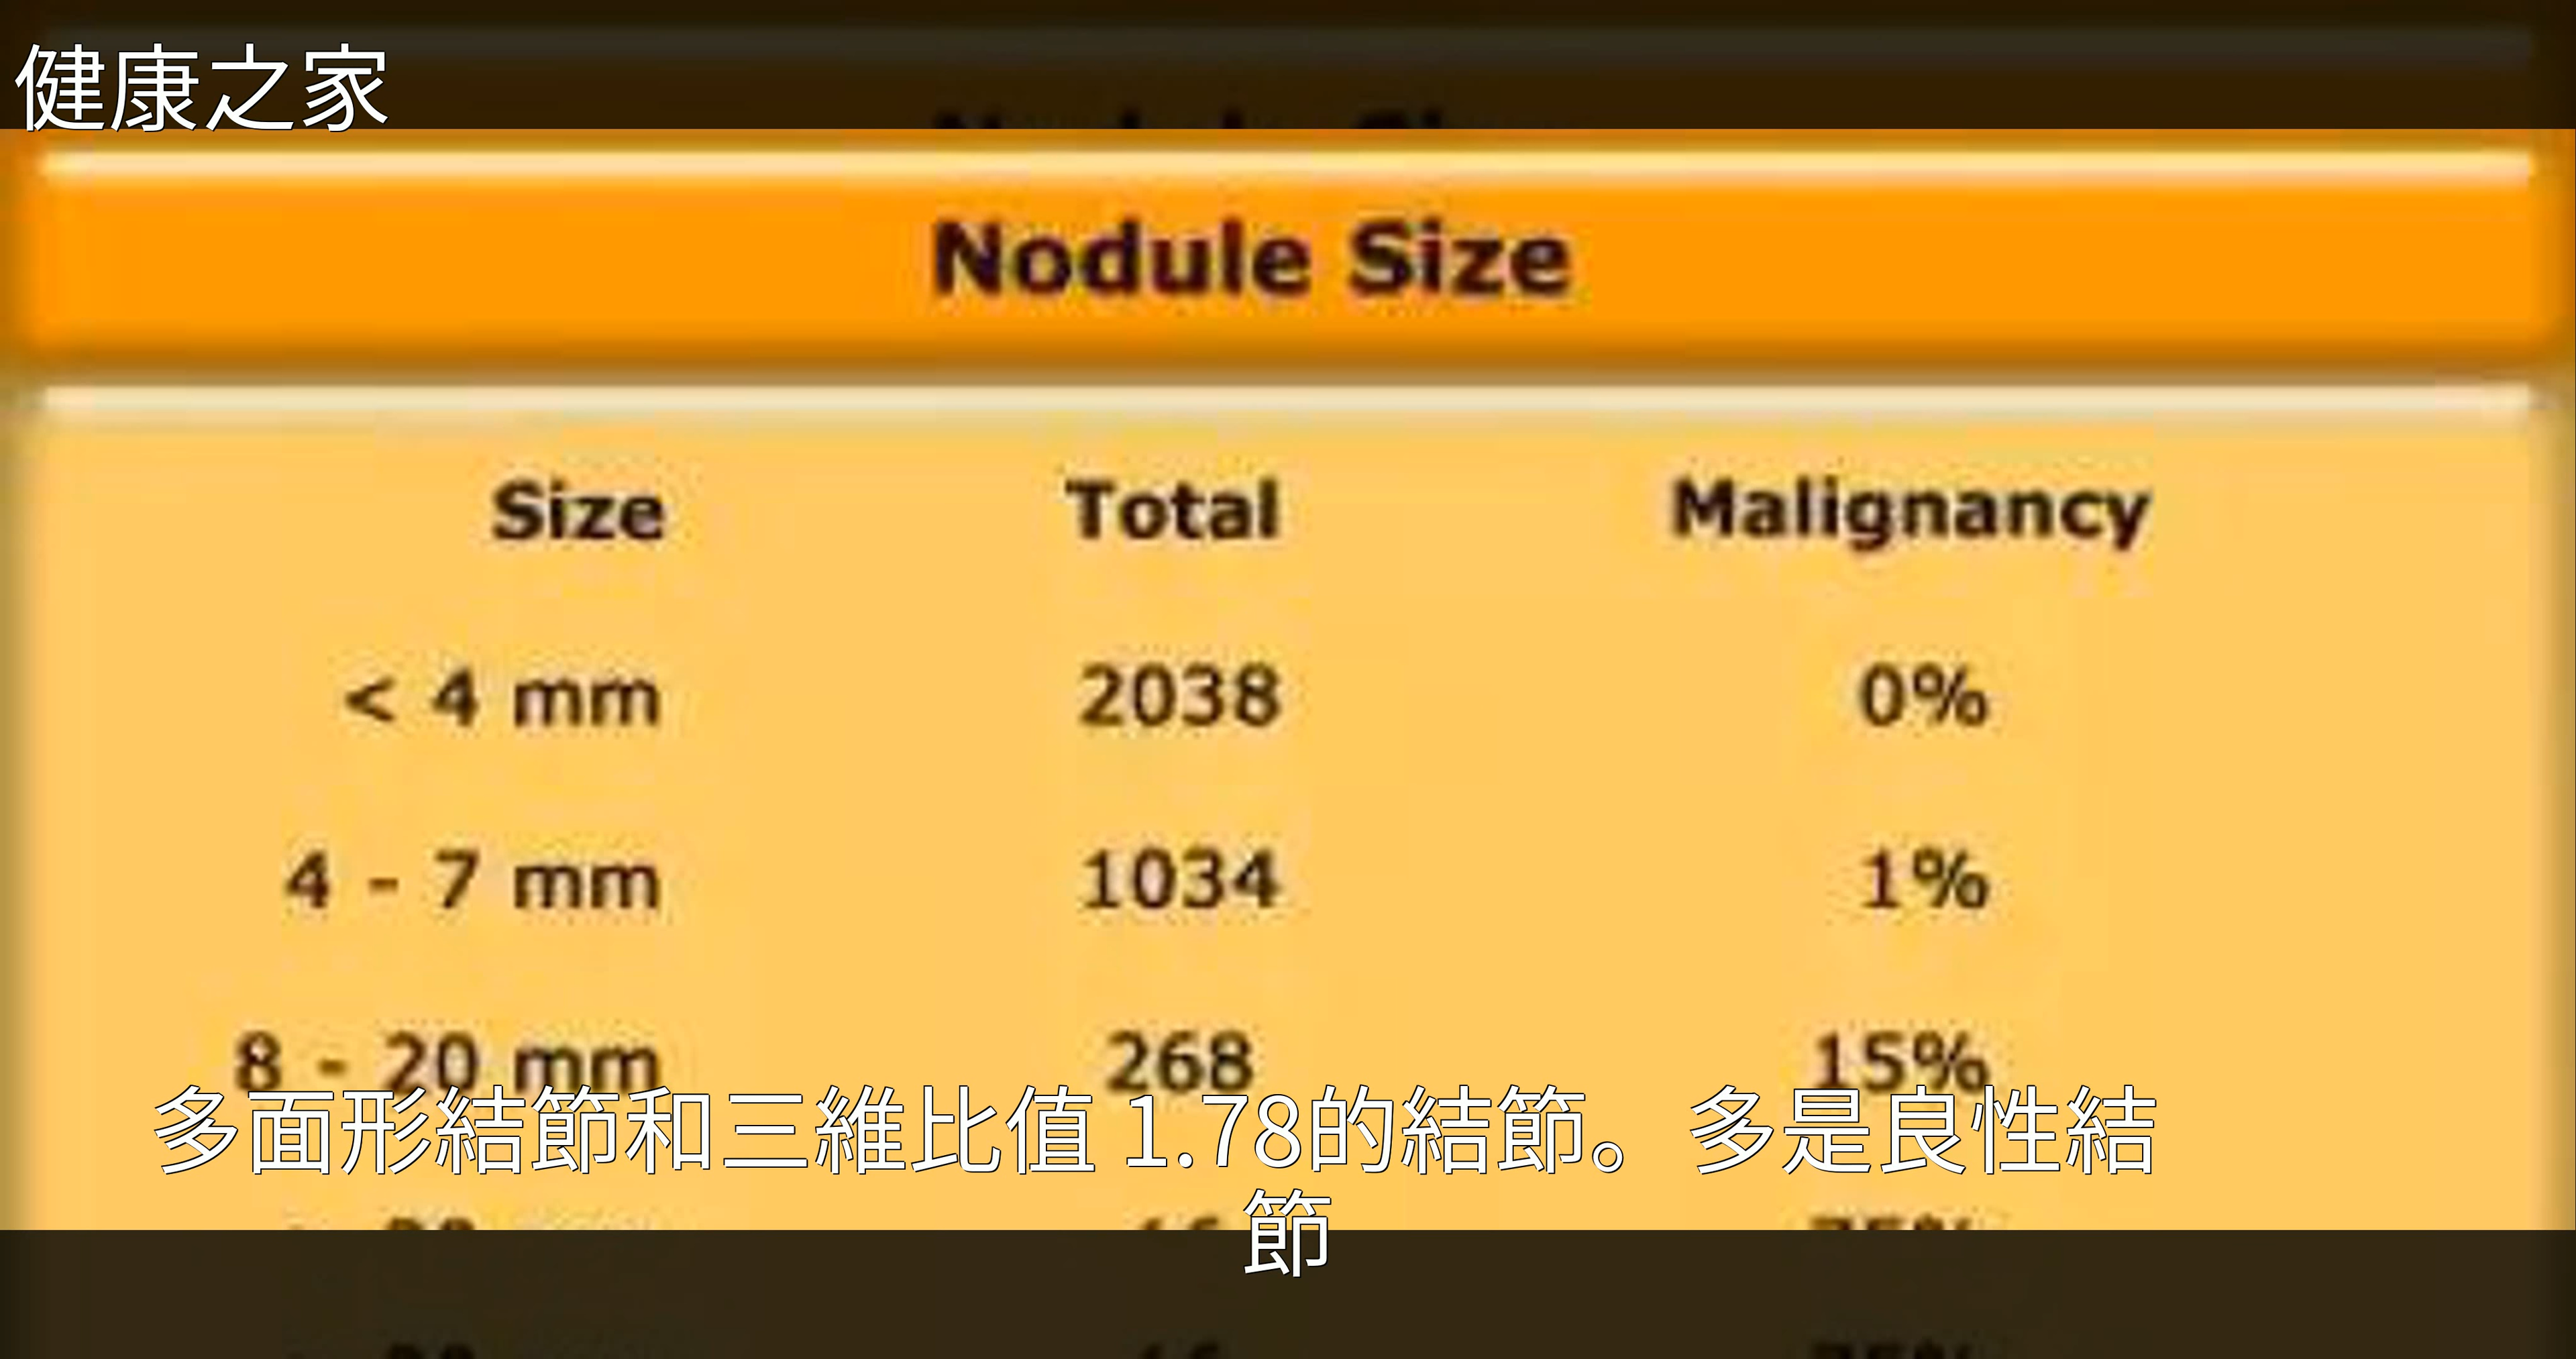 健康之家
Nodule Size
Size Total Malignancy
< 4 mm 2038 0%
4 - 7 mm 1034 1%
8 - 20 mm 268 15%
多面形結節和三維比值 1.78的結節。多是良性結
節